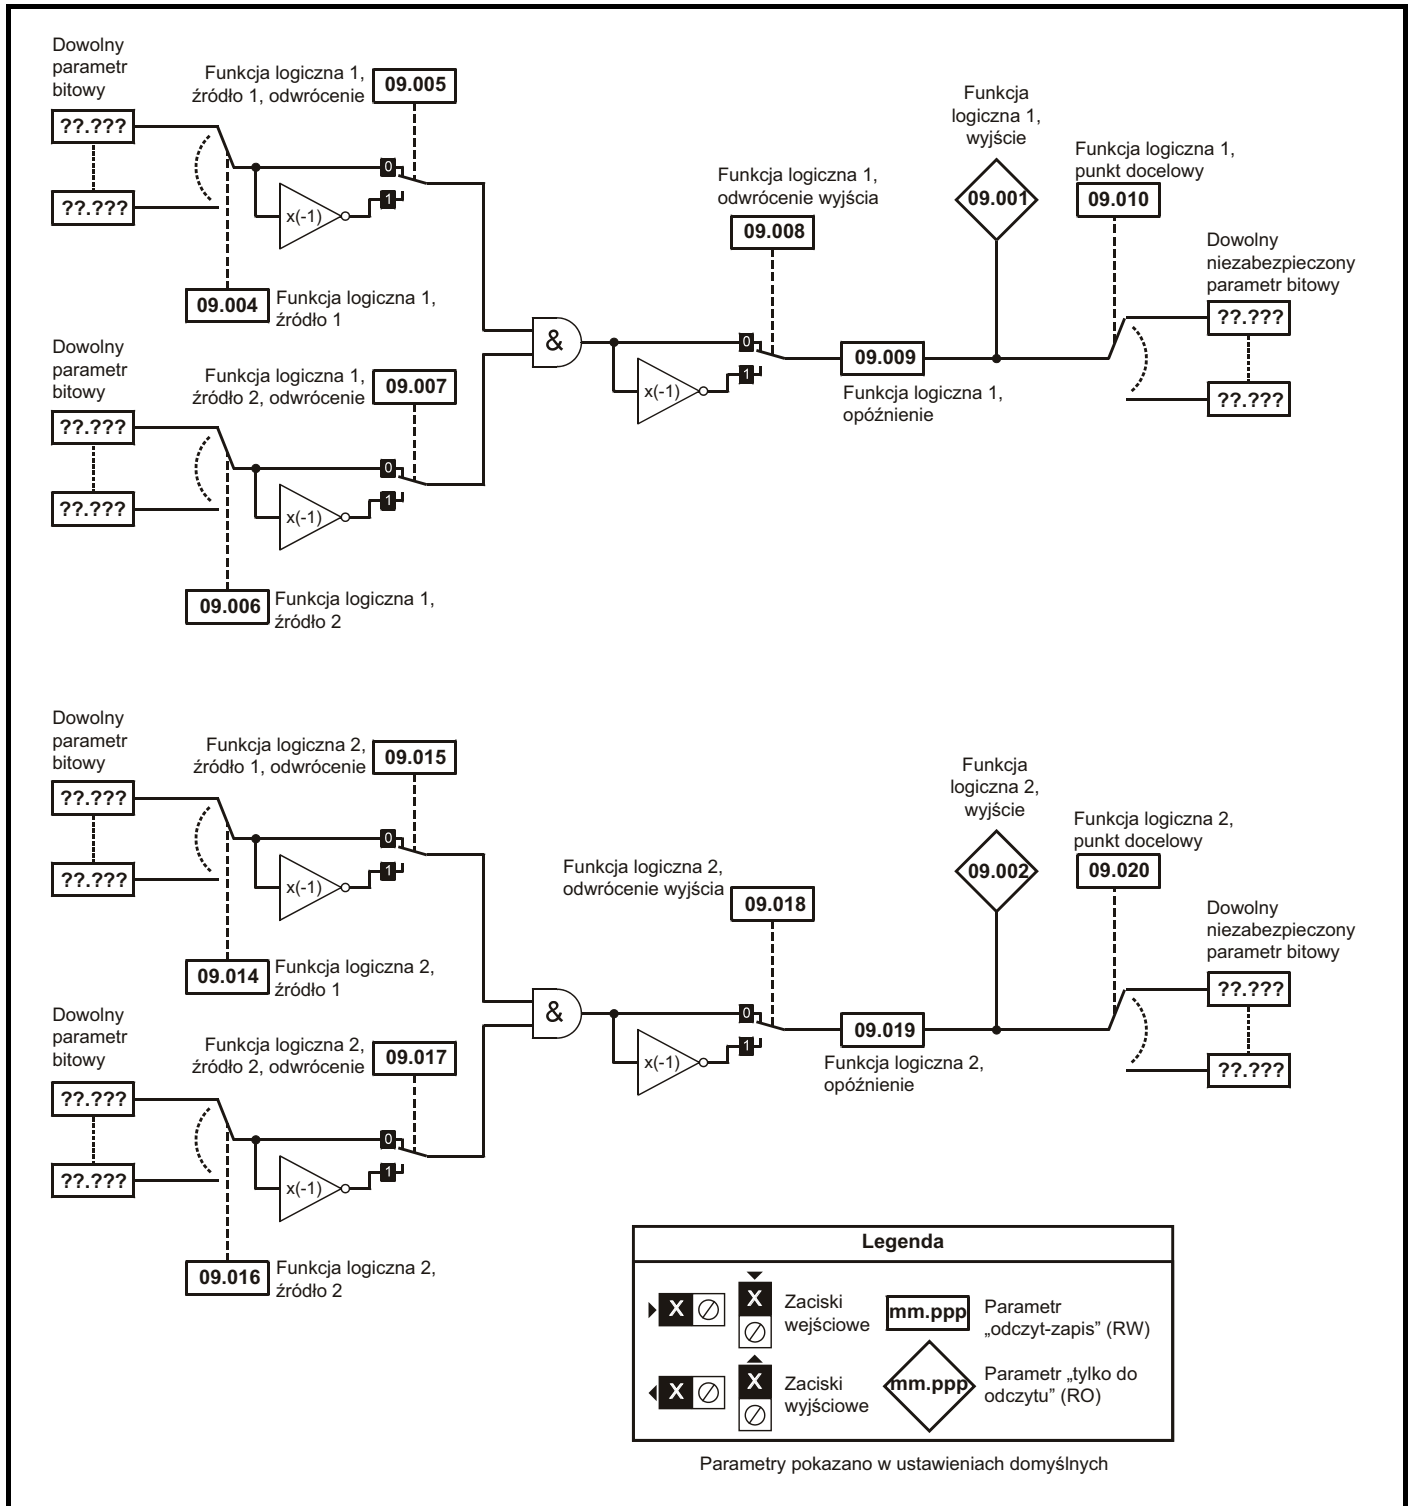 Dowolny
parametr
bitowy
??.???
??.???
Funkcja logiczna 1,
źródło 1, odwrócenie
09.005
0
1
x(-1)
09.004
Funkcja logiczna 1,
źródło 1
Dowolny
parametr
bitowy
??.???
??.???
Funkcja logiczna 1,
źródło 2, odwrócenie
09.007
0
1
x(-1)
09.006
Funkcja logiczna 1,
źródło 2
&
x(-1)
Funkcja logiczna 1,
odwrócenie wyjścia
09.008
0
1
09.009
Funkcja logiczna 1,
opóźnienie
Funkcja
logiczna 1,
wyjście
09.001
Funkcja logiczna 1,
punkt docelowy
09.010
Dowolny
niezabezpieczony
parametr bitowy
??.???
??.???
Dowolny
parametr
bitowy
??.???
??.???
Funkcja logiczna 2,
źródło 1, odwrócenie
09.015
0
1
x(-1)
09.014
Funkcja logiczna 2,
źródło 1
Dowolny
parametr
bitowy
??.???
??.???
Funkcja logiczna 2,
źródło 2, odwrócenie
09.017
0
1
x(-1)
09.016
Funkcja logiczna 2,
źródło 2
&
x(-1)
Funkcja logiczna 2,
odwrócenie wyjścia
09.018
0
1
09.019
Funkcja logiczna 2,
opóźnienie
Funkcja
logiczna 2,
wyjście
09.002
Funkcja logiczna 2,
punkt docelowy
09.020
Dowolny
niezabezpieczony
parametr bitowy
??.???
??.???
Legenda
X
X
Zaciski
wejściowe
mm.ppp
Parametr
„odczyt-zapis” (RW)
X
X
Zaciski
wyjściowe
mm.ppp
Parametr „tylko do
odczytu” (RO)
Parametry pokazano w ustawieniach domyślnych